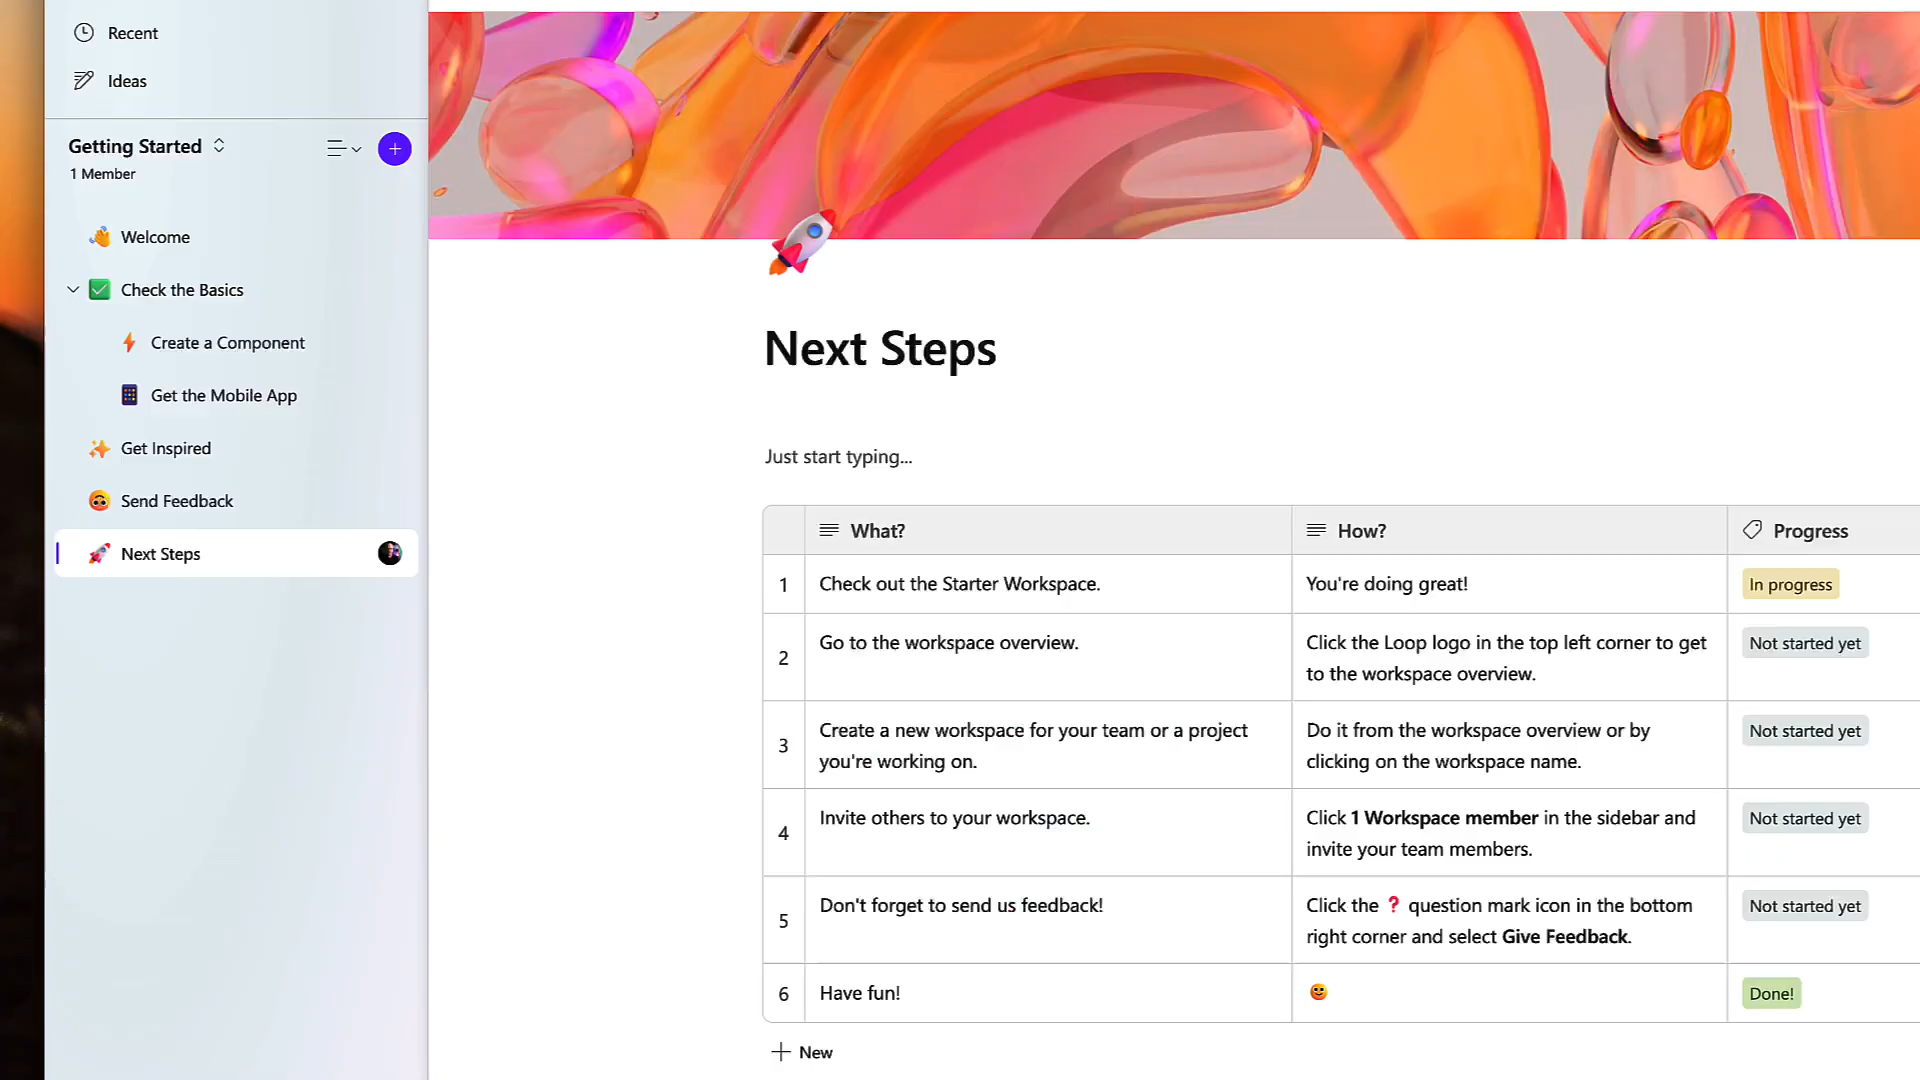 Recent
Ideas
Getting Started
1 Member
Welcome
Check the Basics
Create a Component
Get the Mobile App
Get Inspired
Send Feedback
Next Steps
Next Steps
Just start typing...
What?
How?
Progress
1
Check out the Starter Workspace.
You're doing great!
In progress
2
Go to the workspace overview.
Click the Loop logo in the top left corner to get
to the workspace overview.
Not started yet
3
Create a new workspace for your team or a project
you're working on.
Do it from the workspace overview or by
clicking on the workspace name.
Not started yet
4
Invite others to your workspace.
Click 1 Workspace member in the sidebar and
invite your team members.
Not started yet
5
Don't forget to send us feedback!
Click the ❓ question mark icon in the bottom
right corner and select Give Feedback.
Not started yet
6
Have fun!
Done!
New